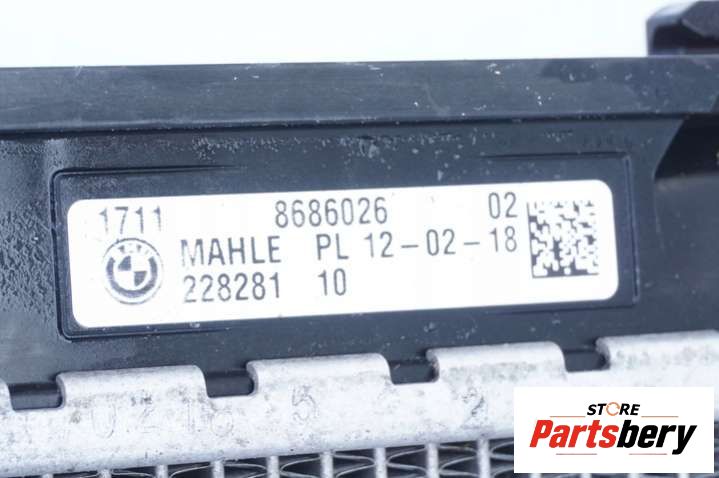 1711 8686026 02
MAHLE PL 12-02-18
228281 10
STORE
Partsbery